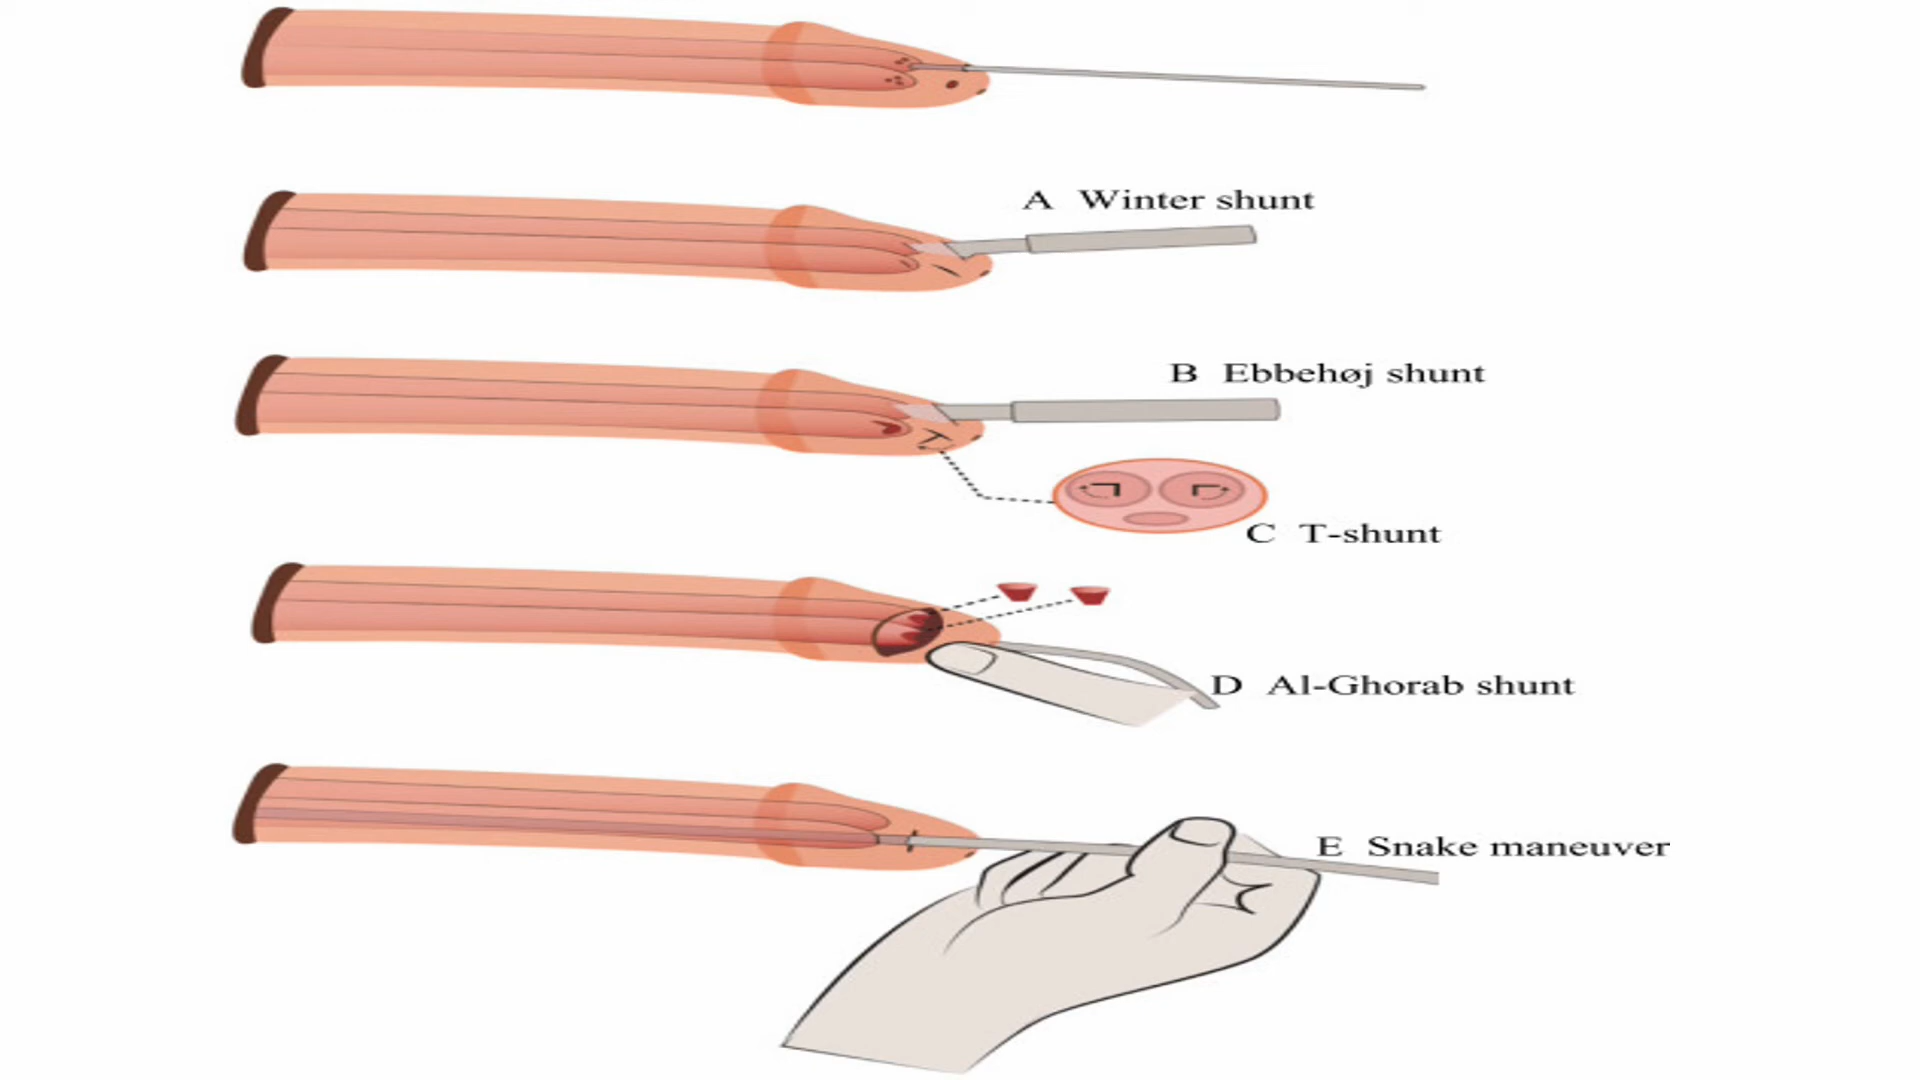 A Winter shunt
B Ebbehøj shunt
C T-shunt
D Al-Ghorab shunt
E Snake maneuver